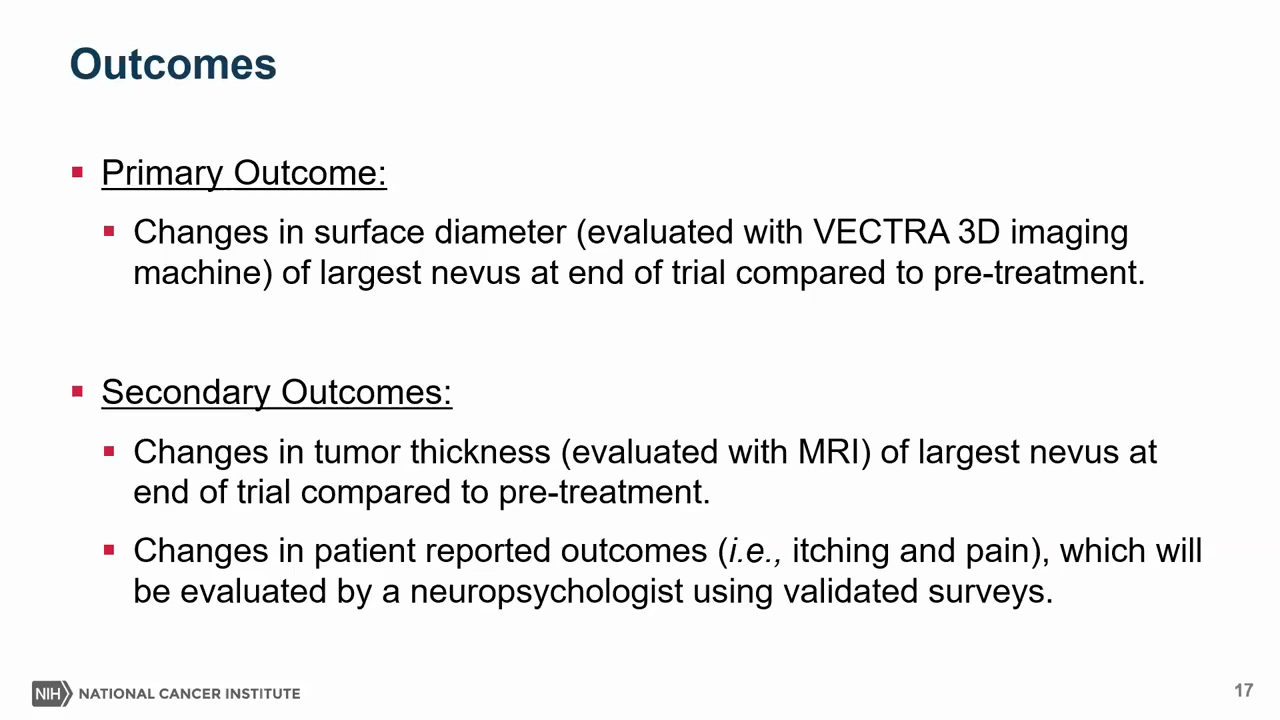 Outcomes
Primary Outcome:
Changes in surface diameter (evaluated with VECTRA 3D imaging
machine) of largest nevus at end of trial compared to pre-treatment.
Secondary Outcomes:
Changes in tumor thickness (evaluated with MRI) of largest nevus at
end of trial compared to pre-treatment.
Changes in patient reported outcomes (i.e., itching and pain), which will
be evaluated by a neuropsychologist using validated surveys.
NIH NATIONAL CANCER INSTITUTE
17